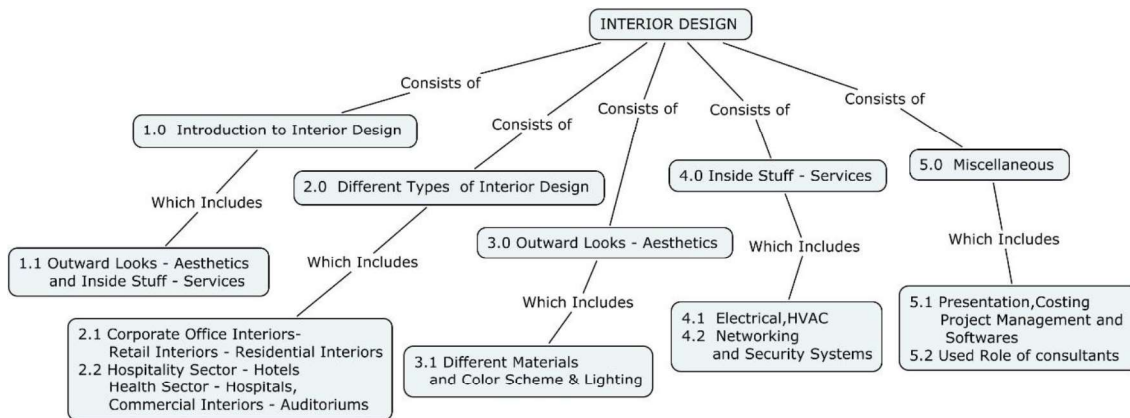 INTERIOR DESIGN
Consists of
Consists of
Consists of
Consists of
Consists of
1.0 Introduction to Interior Design
2.0 Different Types of Interior Design
3.0 Outward Looks - Aesthetics
4.0 Inside Stuff - Services
5.0 Miscellaneous
Which Includes
Which Includes
Which Includes
Which Includes
Which Includes
1.1 Outward Looks - Aesthetics
and Inside Stuff - Services
2.1 Corporate Office Interiors-
Retail Interiors - Residential Interiors
2.2 Hospitality Sector - Hotels
Health Sector - Hospitals,
Commercial Interiors - Auditoriums
3.1 Different Materials
and Color Scheme & Lighting
4.1 Electrical,HVAC
4.2 Networking
and Security Systems
5.1 Presentation,Costing
Project Management and
Softwares
5.2 Used Role of consultants